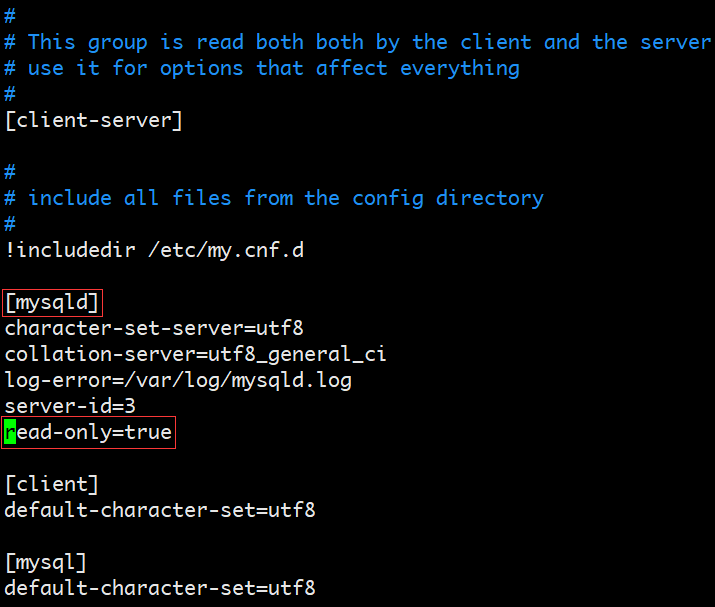 #
# This group is read both both by the client and the server
# use it for options that affect everything
#
[client-server]
#
# include all files from the config directory
#
!includedir /etc/my.cnf.d
[mysqld]
character-set-server=utf8
collation-server=utf8_general_ci
log-error=/var/log/mysqld.log
server-id=3
read-only=true
[client]
default-character-set=utf8
[mysql]
default-character-set=utf8